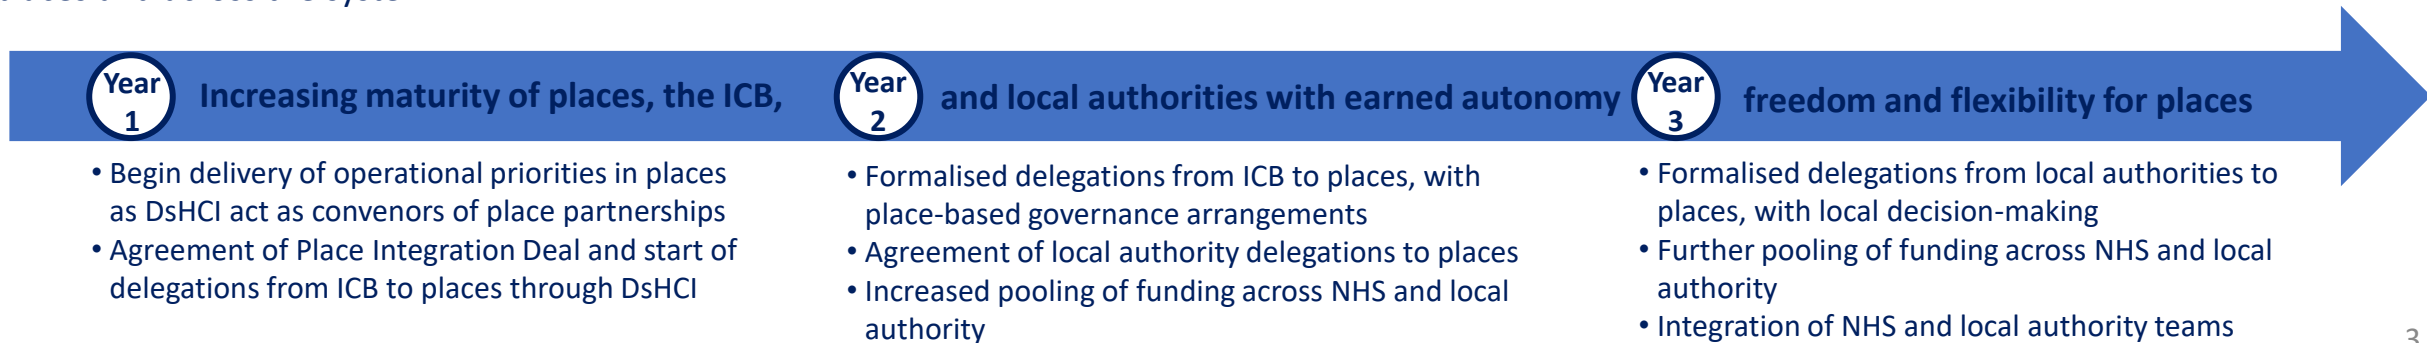 Year
1
Increasing maturity of places, the ICB,
Year
2
and local authorities with earned autonomy
Year
3
freedom and flexibility for places
• Begin delivery of operational priorities in places
as DsHCI act as convenors of place partnerships
• Agreement of Place Integration Deal and start of
delegations from ICB to places through DsHCI
• Formalised delegations from ICB to places, with
place-based governance arrangements
• Agreement of local authority delegations to places
• Increased pooling of funding across NHS and local
authority
• Formalised delegations from local authorities to
places, with local decision-making
• Further pooling of funding across NHS and local
authority
• Integration of NHS and local authority teams
3